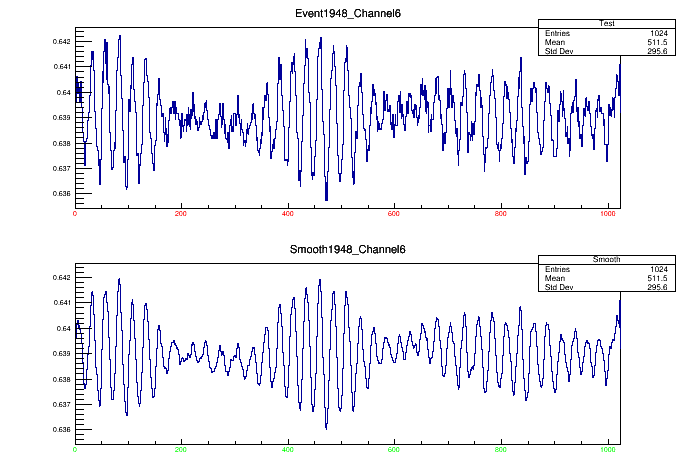 Event1948_Channel6
Test
Entries 1024
Mean 511.5
Std Dev 295.6
0.642
0.641
0.64
0.639
0.638
0.637
0.636
0 200 400 600 800 1000
Smooth1948_Channel6
Smooth
Entries 1024
Mean 511.5
Std Dev 295.6
0.642
0.641
0.64
0.639
0.638
0.637
0.636
0 200 400 600 800 1000